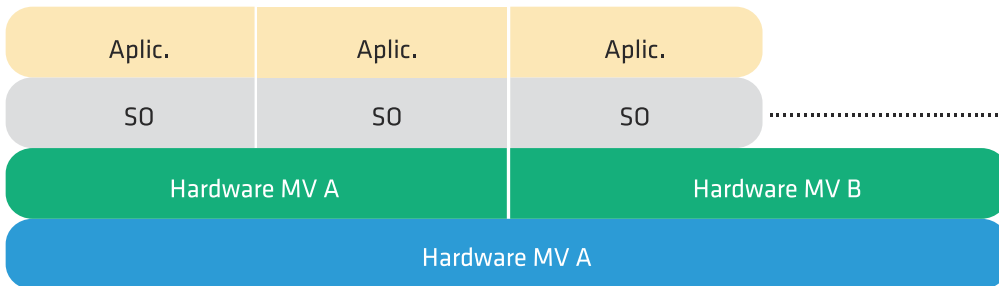 Aplic. Aplic. Aplic.
SO SO SO
Hardware MV A Hardware MV B
Hardware MV A